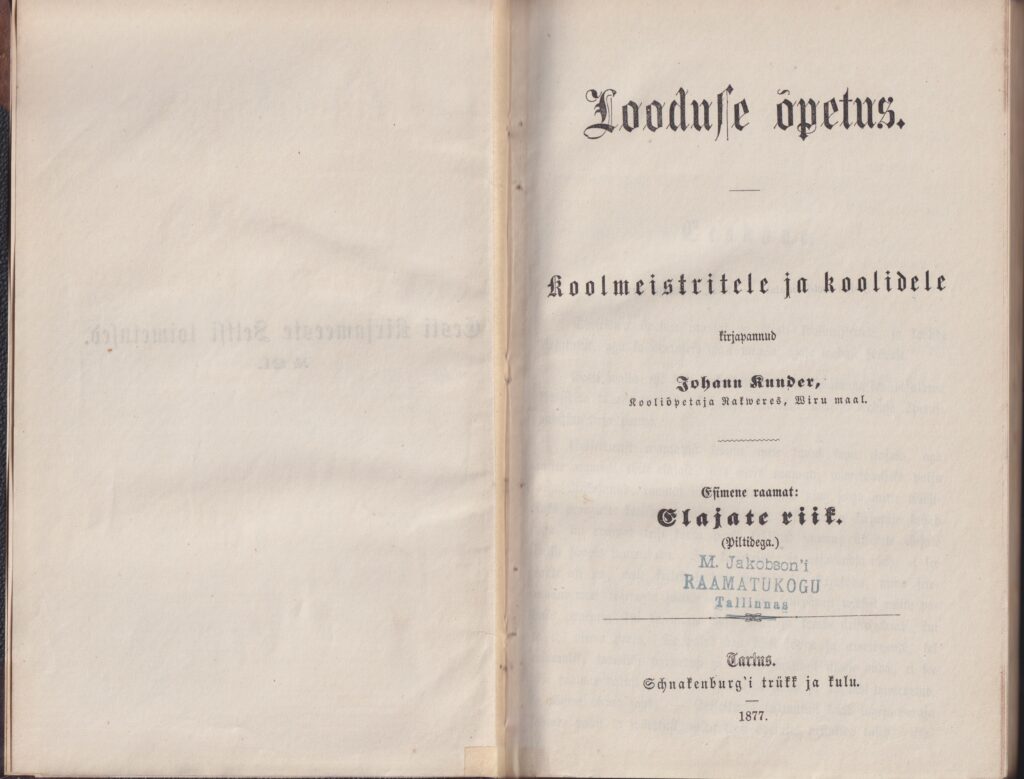 Looduſe õpetus.
Koolmeistritele ja koolidele
kirjapannud
Johann Kunder,
Kooliõpetaja Rakweres, Wiru maal.
Eſimene raamat:
Elajate riik.
(Piltidega.)
M. Jakobson'i
RAAMATUKOGU
Tallinnas
Tartus.
Schnakenburg'i trükk ja kulu.
1877.